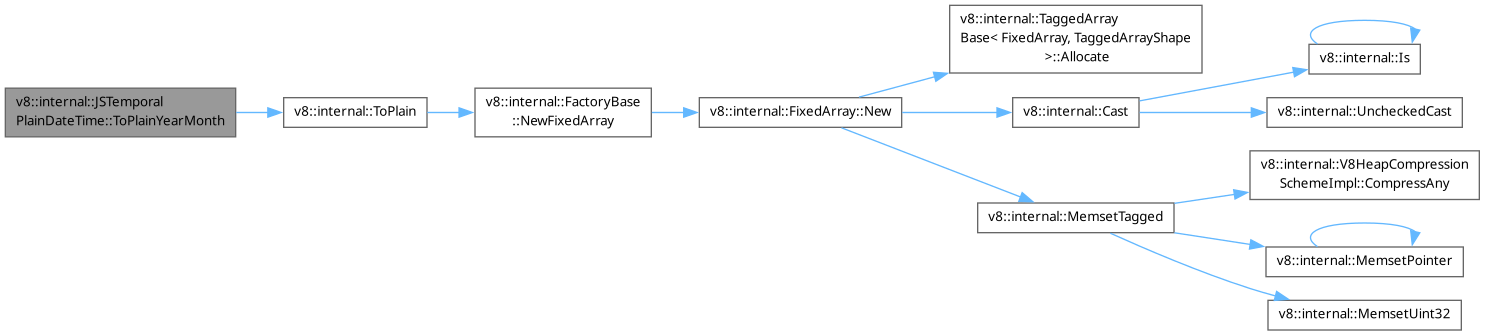 v8::internal::JSTemporal
PlainDateTime::ToPlainYearMonth
v8::internal::ToPlain
v8::internal::FactoryBase
::NewFixedArray
v8::internal::FixedArray::New
v8::internal::TaggedArray
Base< FixedArray, TaggedArrayShape
>::Allocate
v8::internal::Cast
v8::internal::Is
v8::internal::UncheckedCast
v8::internal::MemsetTagged
v8::internal::V8HeapCompression
SchemeImpl::CompressAny
v8::internal::MemsetPointer
v8::internal::MemsetUint32